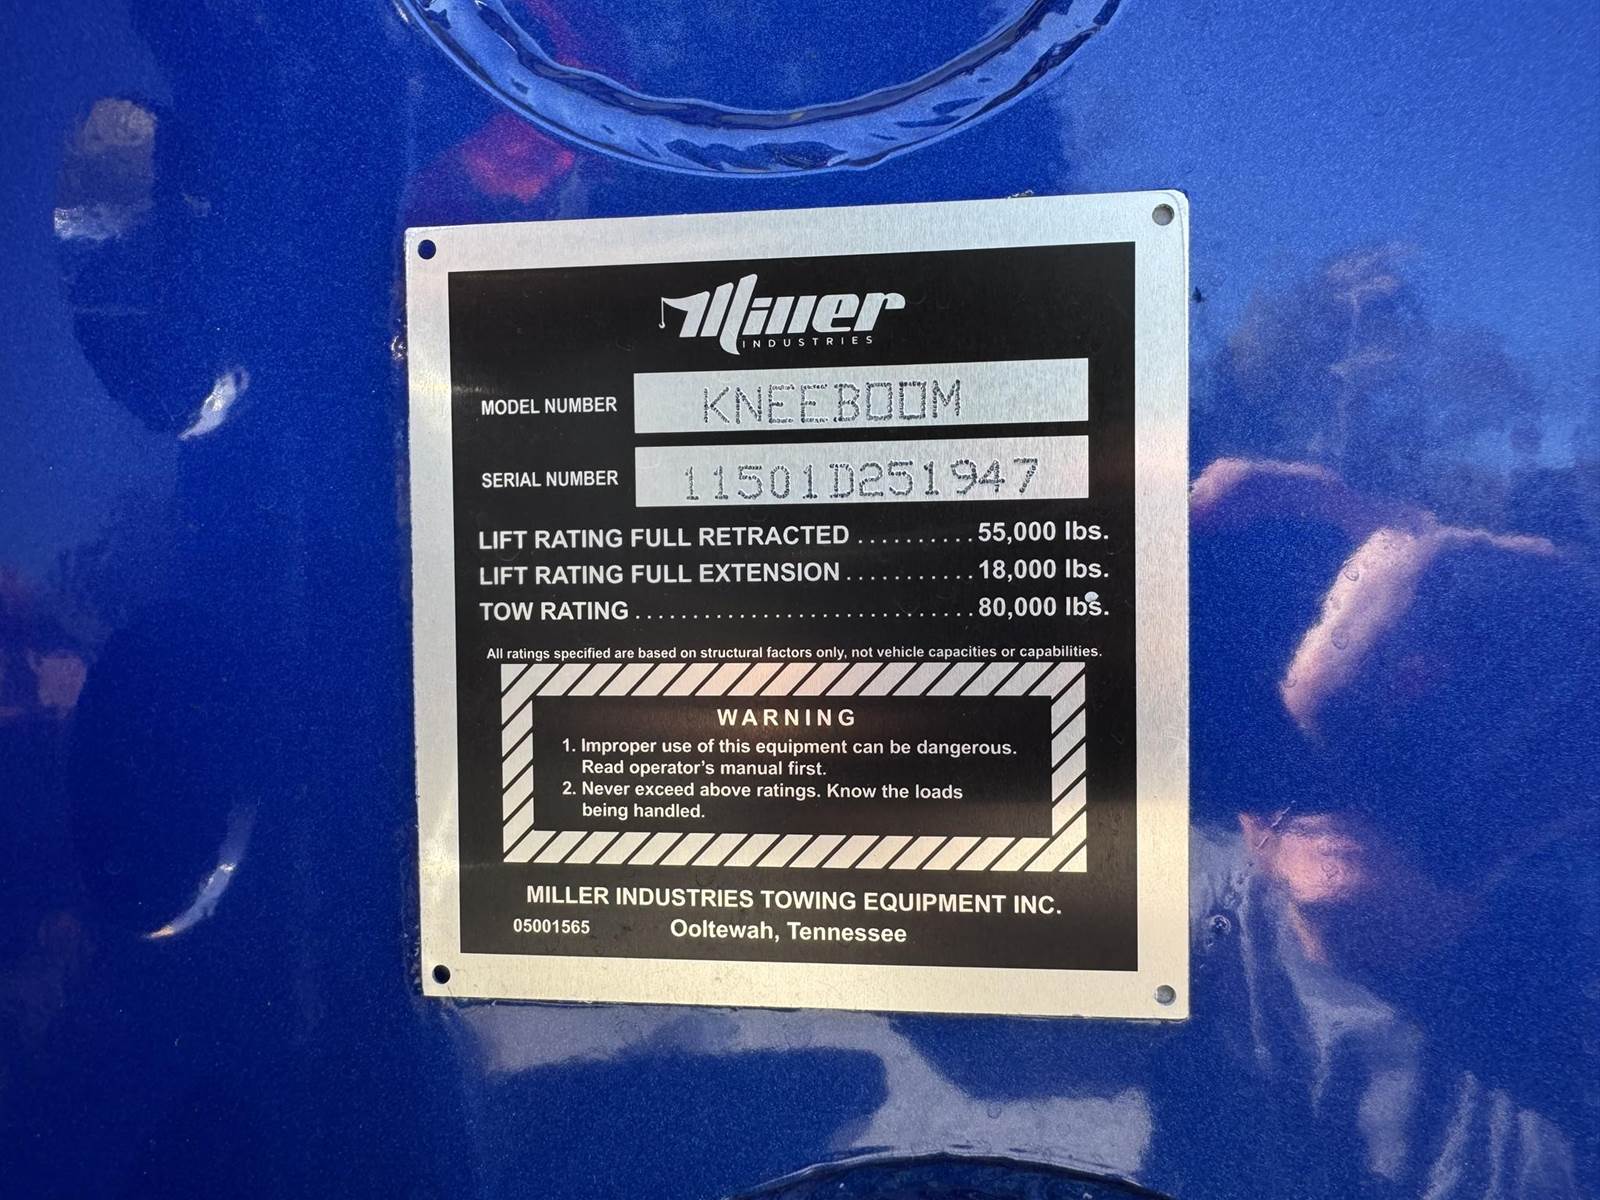 Miller
INDUSTRIES
MODEL NUMBER KNEEBOOM
SERIAL NUMBER 11501D251947
LIFT RATING FULL RETRACTED .......... 55,000 lbs.
LIFT RATING FULL EXTENSION ........... 18,000 lbs.
TOW RATING .............................. 80,000 lbs.
All ratings specified are based on structural factors only, not vehicle capacities or capabilities.
WARNING
1. Improper use of this equipment can be dangerous.
Read operator's manual first.
2. Never exceed above ratings. Know the loads
being handled.
MILLER INDUSTRIES TOWING EQUIPMENT INC.
05001565 Ooltewah, Tennessee